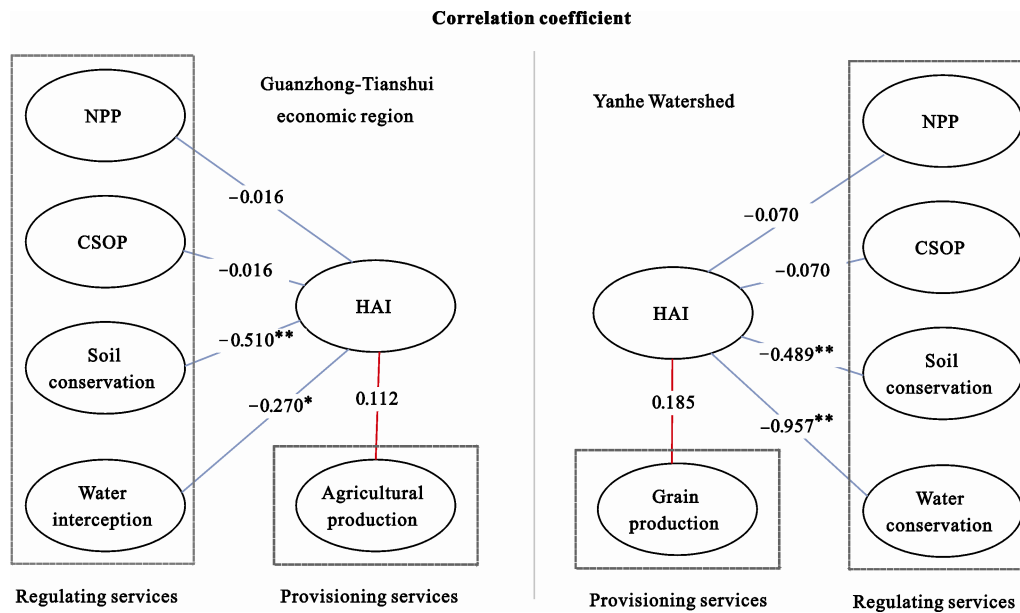 Correlation coefficient
Guanzhong-Tianshui
economic region
NPP
−0.016
CSOP
−0.016
HAI
Soil
conservation
−0.510**
−0.270*
0.112
Water
interception
Agricultural
production
Regulating services
Provisioning services
Yanhe Watershed
NPP
−0.070
CSOP
−0.070
HAI
−0.489**
Soil
conservation
0.185
−0.957**
Grain
production
Water
conservation
Provisioning services
Regulating services